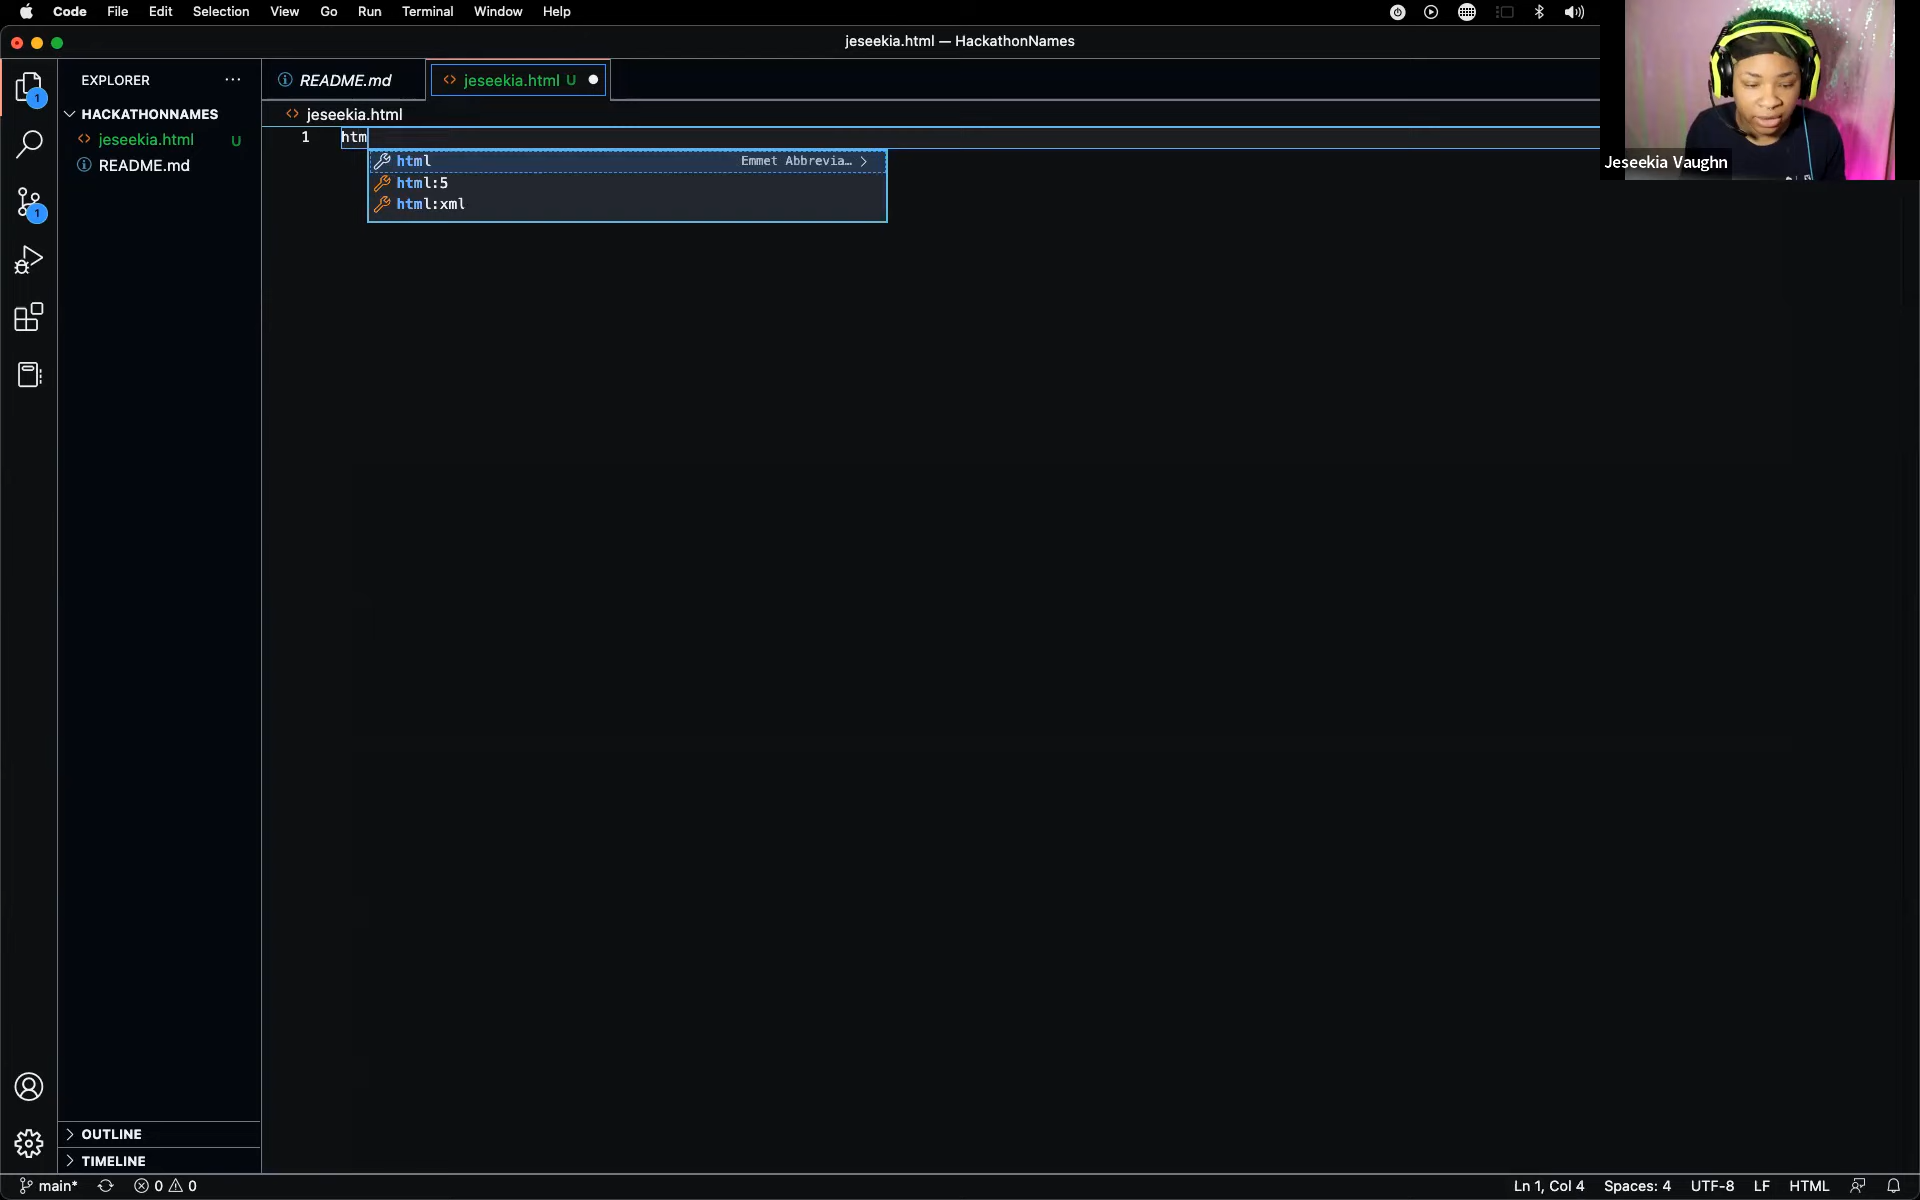 Code File Edit Selection View Go Run Terminal Window Help
jeseekia.html — HackathonNames
EXPLORER
README.md
jeseekia.html U
HACKATHONNAMES
jeseekia.html
jeseekia.html U
README.md
1 htm
html Emmet Abbrevia...
html:5
html:xml
Jeseekia Vaughn
1
1
OUTLINE
TIMELINE
main* 0 0 Ln 1, Col 4 Spaces: 4 UTF-8 LF HTML